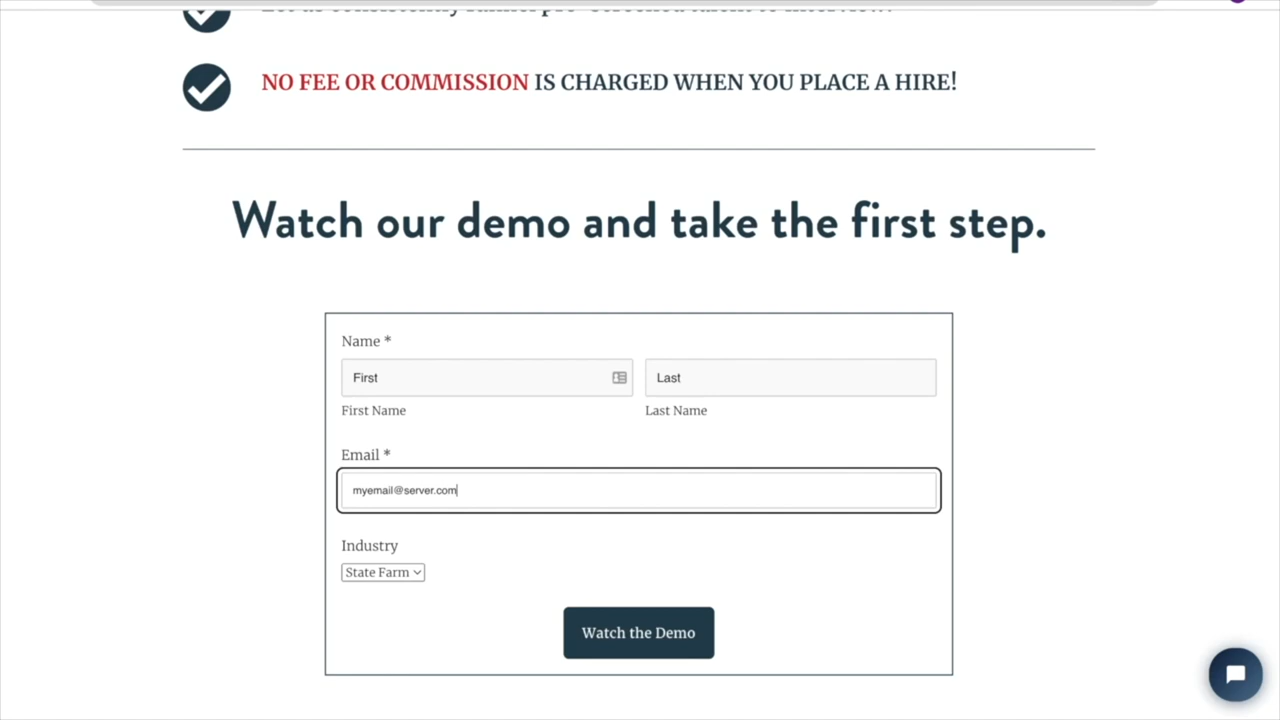 NO FEE OR COMMISSION IS CHARGED WHEN YOU PLACE A HIRE!
Watch our demo and take the first step.
Name *
First
Last
First Name
Last Name
Email *
myemail@server.com
Industry
State Farm
Watch the Demo